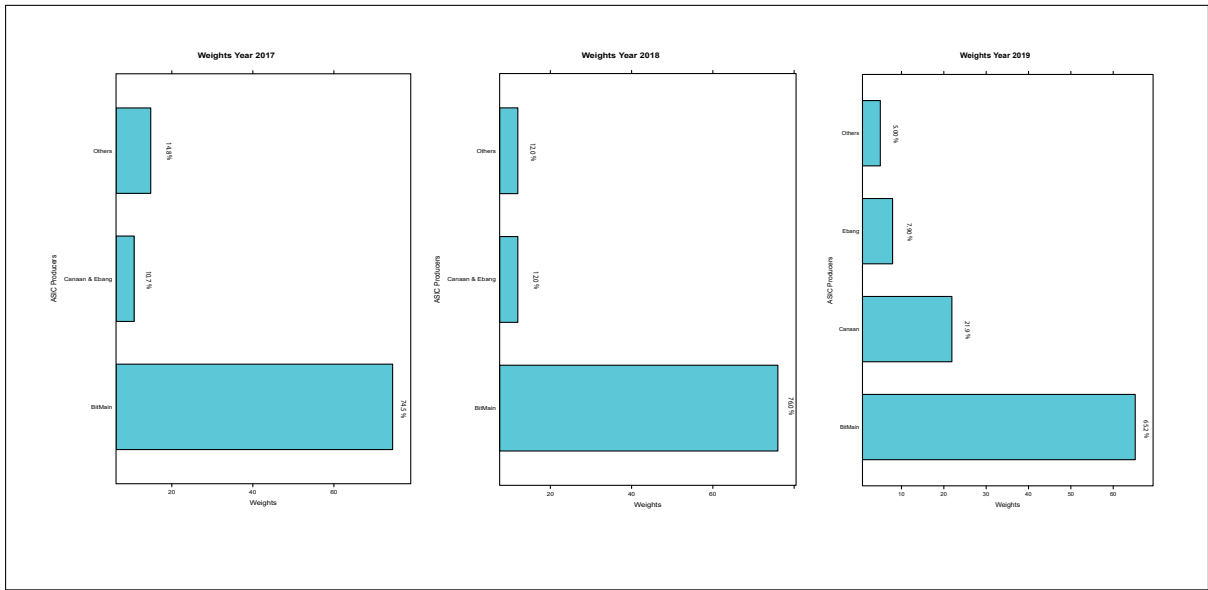 Weights Year 2017
ASIC Producers
Others
14.8 %
Canaan & Ebang
10.7 %
BitMain
74.5 %
20 40 60
Weights
Weights Year 2018
ASIC Producers
Others
12.0 %
Canaan & Ebang
12.0 %
BitMain
76.0 %
20 40 60
Weights
Weights Year 2019
ASIC Producers
Others
5.00 %
Ebang
7.90 %
Canaan
21.9 %
BitMain
65.2 %
10 20 30 40 50 60
Weights